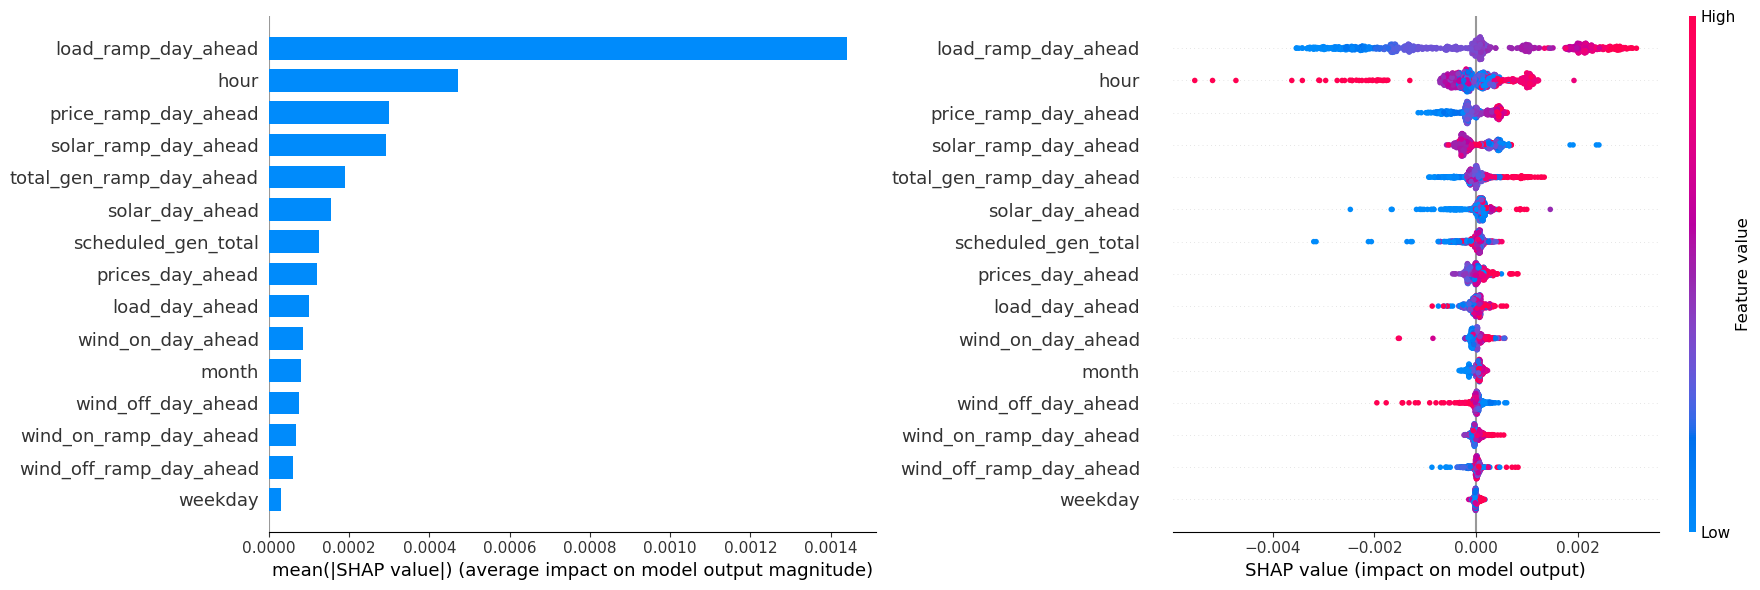 load_ramp_day_ahead
hour
price_ramp_day_ahead
solar_ramp_day_ahead
total_gen_ramp_day_ahead
solar_day_ahead
scheduled_gen_total
prices_day_ahead
load_day_ahead
wind_on_day_ahead
month
wind_off_day_ahead
wind_on_ramp_day_ahead
wind_off_ramp_day_ahead
weekday
0.0000 0.0002 0.0004 0.0006 0.0008 0.0010 0.0012 0.0014
mean(|SHAP value|) (average impact on model output magnitude)
load_ramp_day_ahead
hour
price_ramp_day_ahead
solar_ramp_day_ahead
total_gen_ramp_day_ahead
solar_day_ahead
scheduled_gen_total
prices_day_ahead
load_day_ahead
wind_on_day_ahead
month
wind_off_day_ahead
wind_on_ramp_day_ahead
wind_off_ramp_day_ahead
weekday
−0.004 −0.002 0.000 0.002
SHAP value (impact on model output)
High
Feature value
Low